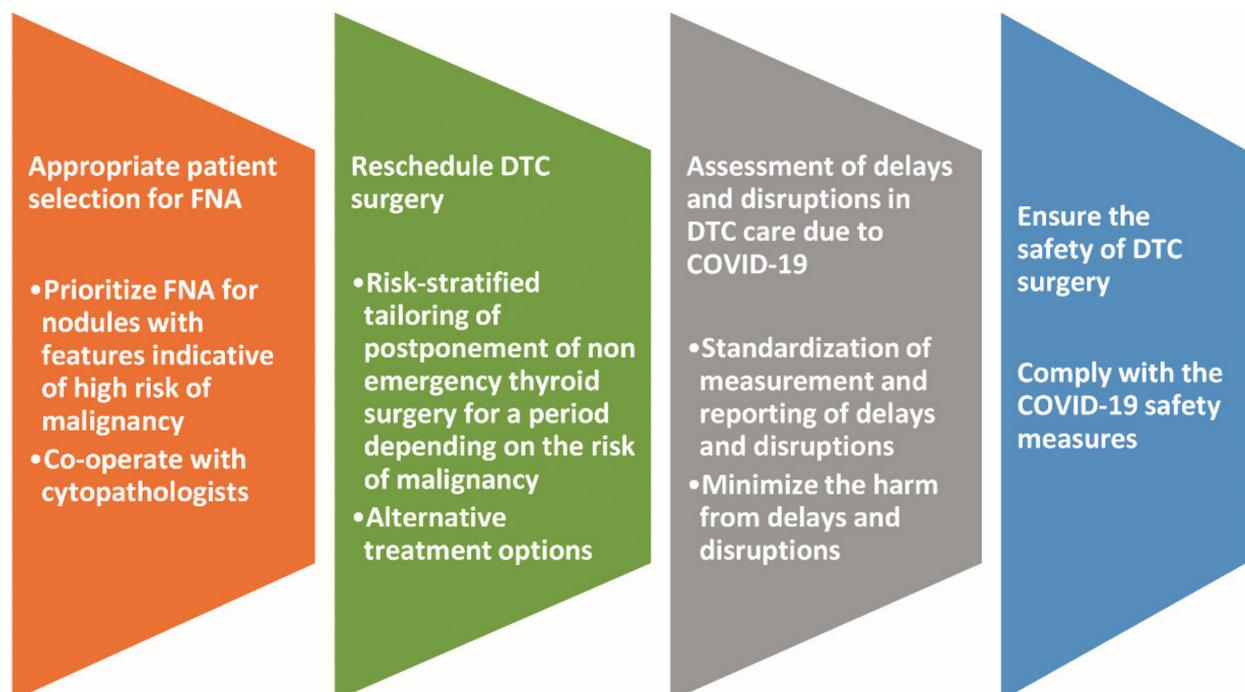 Appropriate patient
selection for FNA
•Prioritize FNA for
nodules with
features indicative
of high risk of
malignancy
•Co-operate with
cytopathologists
Reschedule DTC
surgery
•Risk-stratified
tailoring of
postponement of non
emergency thyroid
surgery for a period
depending on the risk
of malignancy
•Alternative
treatment options
Assessment of delays
and disruptions in
DTC care due to
COVID-19
•Standardization of
measurement and
reporting of delays
and disruptions
•Minimize the harm
from delays and
disruptions
Ensure the
safety of DTC
surgery
Comply with the
COVID-19 safety
measures